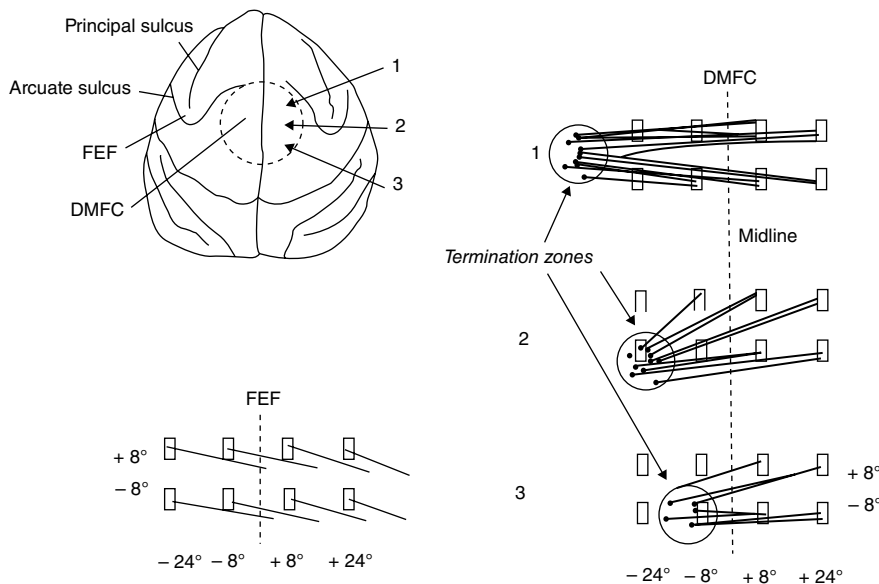 Principal sulcus
Arcuate sulcus
FEF
DMFC
1
2
3
DMFC
1
Midline
Termination zones
2
3
+ 8°
– 8°
– 24° – 8° + 8° + 24°
FEF
+ 8°
– 8°
– 24° – 8° + 8° + 24°